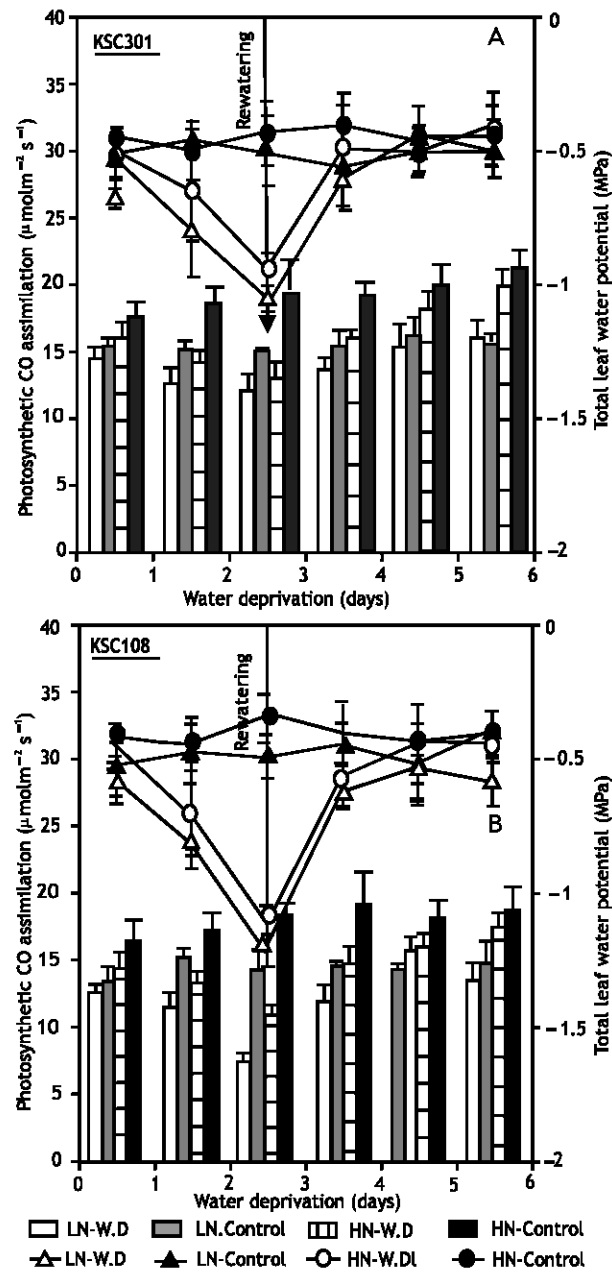 KSC301
A
Rewatering
Photosynthetic CO assimilation (μmolm⁻² s⁻¹)
40
35
30
25
20
15
10
5
0
0
−0.5
−1
−1.5
−2
Total leaf water potential (MPa)
0 1 2 3 4 5 6
Water deprivation (days)
KSC108
B
Rewatering
Photosynthetic CO assimilation (μmolm⁻² s⁻¹)
40
35
30
25
20
15
10
5
0
0
−0.5
−1
−1.5
−2
Total leaf water potential (MPa)
0 1 2 3 4 5 6
Water deprivation (days)
LN-W.D LN.Control HN-W.D HN-Control
LN-W.D LN-Control HN-W.Dl HN-Control